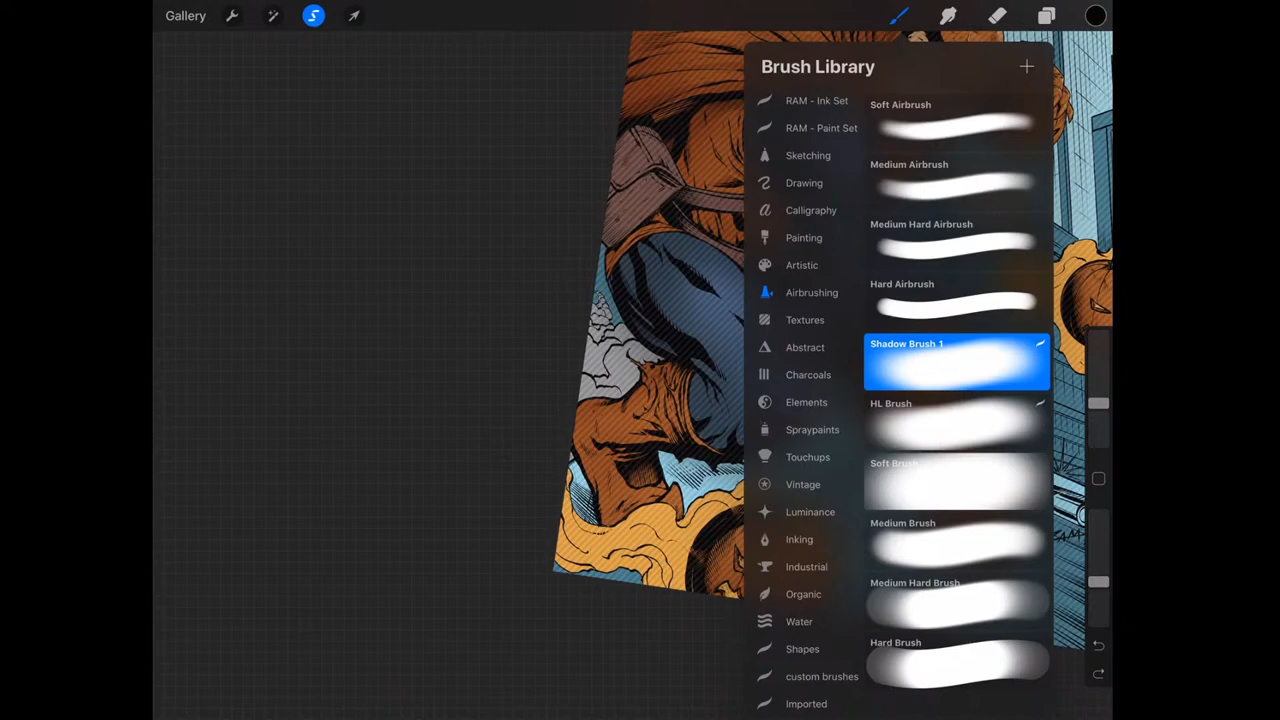 Gallery
Brush Library
RAM - Ink Set
RAM - Paint Set
Sketching
Drawing
Calligraphy
Painting
Artistic
Airbrushing
Textures
Abstract
Charcoals
Elements
Spraypaints
Touchups
Vintage
Luminance
Inking
Industrial
Organic
Water
Shapes
custom brushes
Imported
Soft Airbrush
Medium Airbrush
Medium Hard Airbrush
Hard Airbrush
Shadow Brush 1
HL Brush
Soft Brush
Medium Brush
Medium Hard Brush
Hard Brush